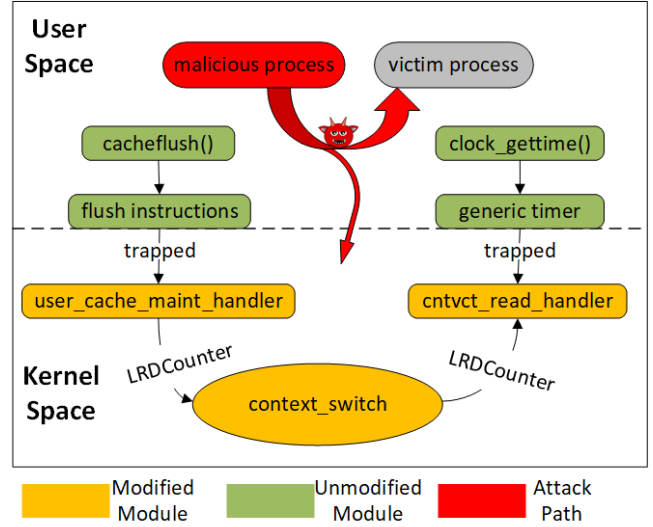 User
Space
malicious process
victim process
cacheflush()
clock_gettime()
flush instructions
generic timer
trapped
trapped
user_cache_maint_handler
cntvct_read_handler
LRDCounter
LRDCounter
Kernel
Space
context_switch
Modified
Module
Unmodified
Module
Attack
Path